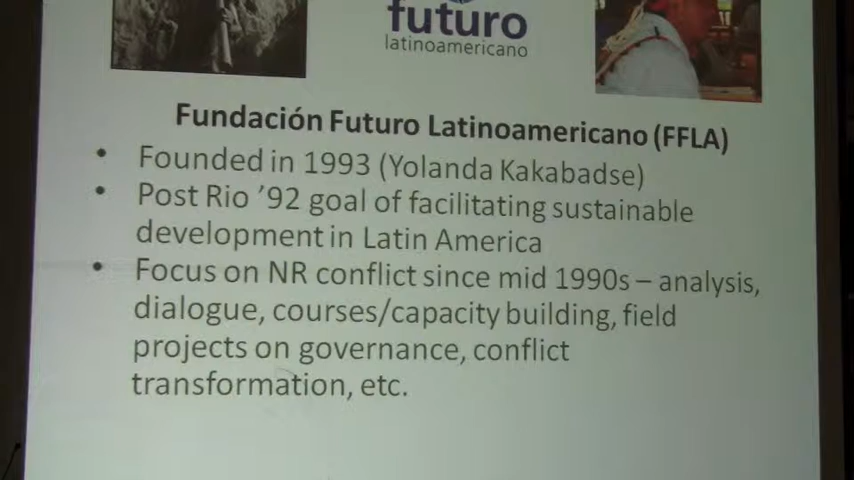 futuro
latinoamericano
Fundación Futuro Latinoamericano (FFLA)
• Founded in 1993 (Yolanda Kakabadse)
• Post Rio ’92 goal of facilitating sustainable
development in Latin America
• Focus on NR conflict since mid 1990s – analysis,
dialogue, courses/capacity building, field
projects on governance, conflict
transformation, etc.